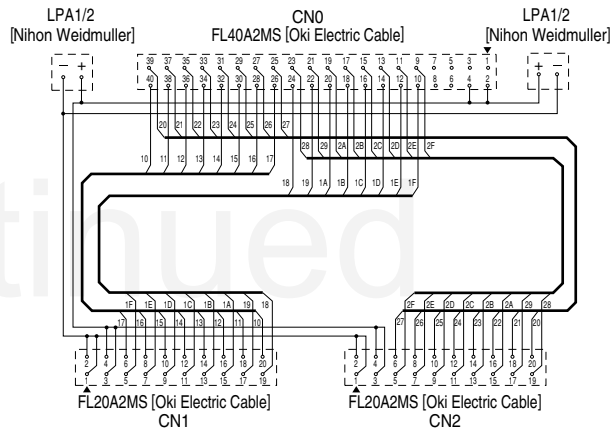 LPA1/2 CN0 LPA1/2
[Nihon Weidmuller] FL40A2MS [Oki Electric Cable] [Nihon Weidmuller]
− + + −
39 37 35 33 31 29 27 25 23 21 19 17 15 13 11 9 7 5 3 1
40 38 36 34 32 30 28 26 24 22 20 18 16 14 12 10 8 6 4 2
20 21 22 23 24 25 26 27
28 29 2A 2B 2C 2D 2E 2F
10 11 12 13 14 15 16 17
18 19 1A 1B 1C 1D 1E 1F
tinued
1F 1E 1D 1C 1B 1A 19 18
17 16 15 14 13 12 11 10
2F 2E 2D 2C 2B 2A 29 28
27 26 25 24 23 22 21 20
2 4 6 8 10 12 14 16 18 20
1 3 5 7 9 11 13 15 17 19
2 4 6 8 10 12 14 16 18 20
1 3 5 7 9 11 13 15 17 19
FL20A2MS [Oki Electric Cable] FL20A2MS [Oki Electric Cable]
CN1 CN2